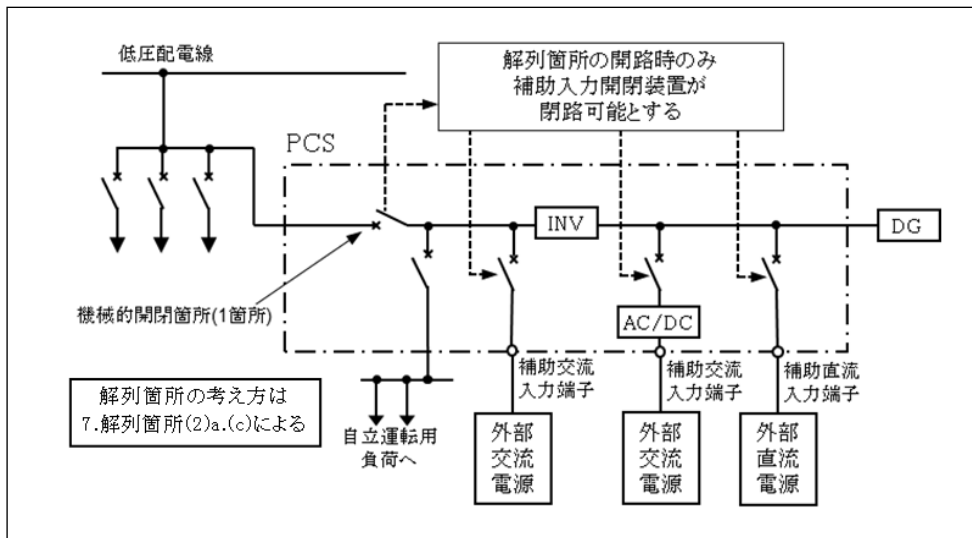 低圧配電線
解列箇所の開路時のみ
補助入力開閉装置が
閉路可能とする
PCS
INV
DG
機械的開閉箇所(1箇所)
AC/DC
補助交流
入力端子
補助交流
入力端子
補助直流
入力端子
解列箇所の考え方は
7.解列箇所(2)a.(c)による
自立運転用
負荷へ
外部
交流
電源
外部
交流
電源
外部
直流
電源